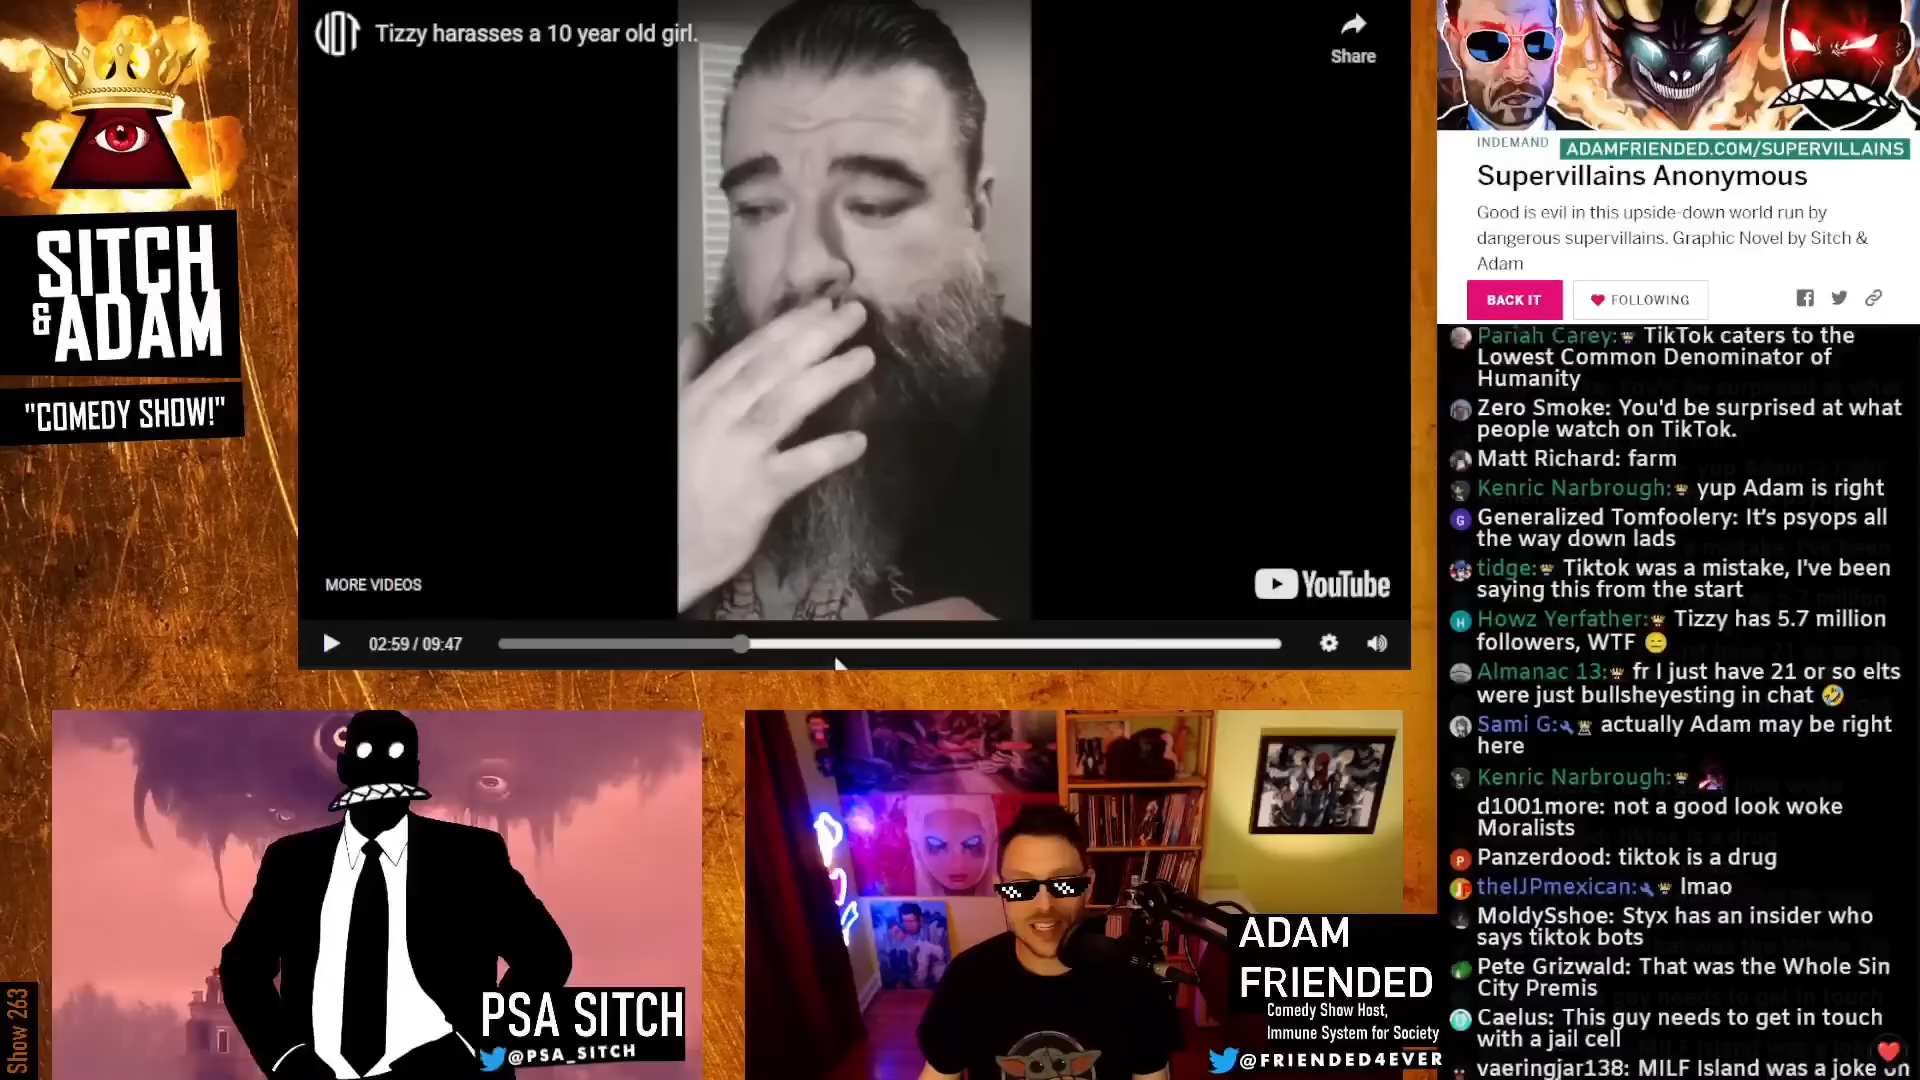 SITCH
& ADAM
"COMEDY SHOW!"
Tizzy harasses a 10 year old girl.
Share
MORE VIDEOS
YouTube
02:59 / 09:47
INDEMAND
ADAMFRIENDED.COM/SUPERVILLAINS
Supervillains Anonymous
Good is evil in this upside-down world run by
dangerous supervillains. Graphic Novel by Sitch &
Adam
BACK IT
FOLLOWING
Pariah Carey: TikTok caters to the
Lowest Common Denominator of
Humanity
Zero Smoke: You'd be surprised at what
people watch on TikTok.
Matt Richard: farm
Kenric Narbrough: yup Adam is right
G Generalized Tomfoolery: It's psyops all
the way down lads
tidge: Tiktok was a mistake, I've been
saying this from the start
H Howz Yerfather: Tizzy has 5.7 million
followers, WTF 😑
Almanac 13: fr I just have 21 or so elts
were just bullsheyesting in chat 🤣
Sami G: actually Adam may be right
here
Kenric Narbrough:
d1001more: not a good look woke
Moralists
P Panzerdood: tiktok is a drug
theIJPmexican: lmao
MoldySshoe: Styx has an insider who
says tiktok bots
Pete Grizwald: That was the Whole Sin
City Premis
Caelus: This guy needs to get in touch
with a jail cell
vaeringjar138: MILF Island was a joke on
Show 263
PSA SITCH
@PSA_SITCH
ADAM
FRIENDED
Comedy Show Host,
Immune System for Society
@FRIENDED4EVER